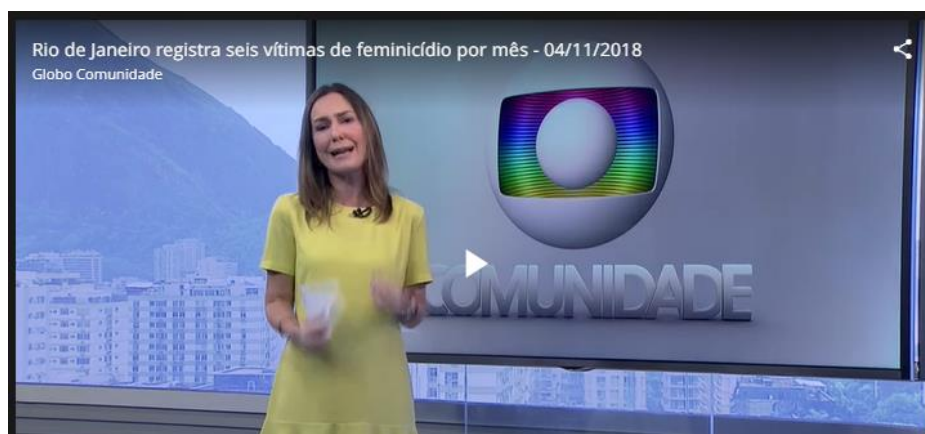 Rio de Janeiro registra seis vítimas de feminicídio por mês - 04/11/2018
Globo Comunidade
COMUNIDADE